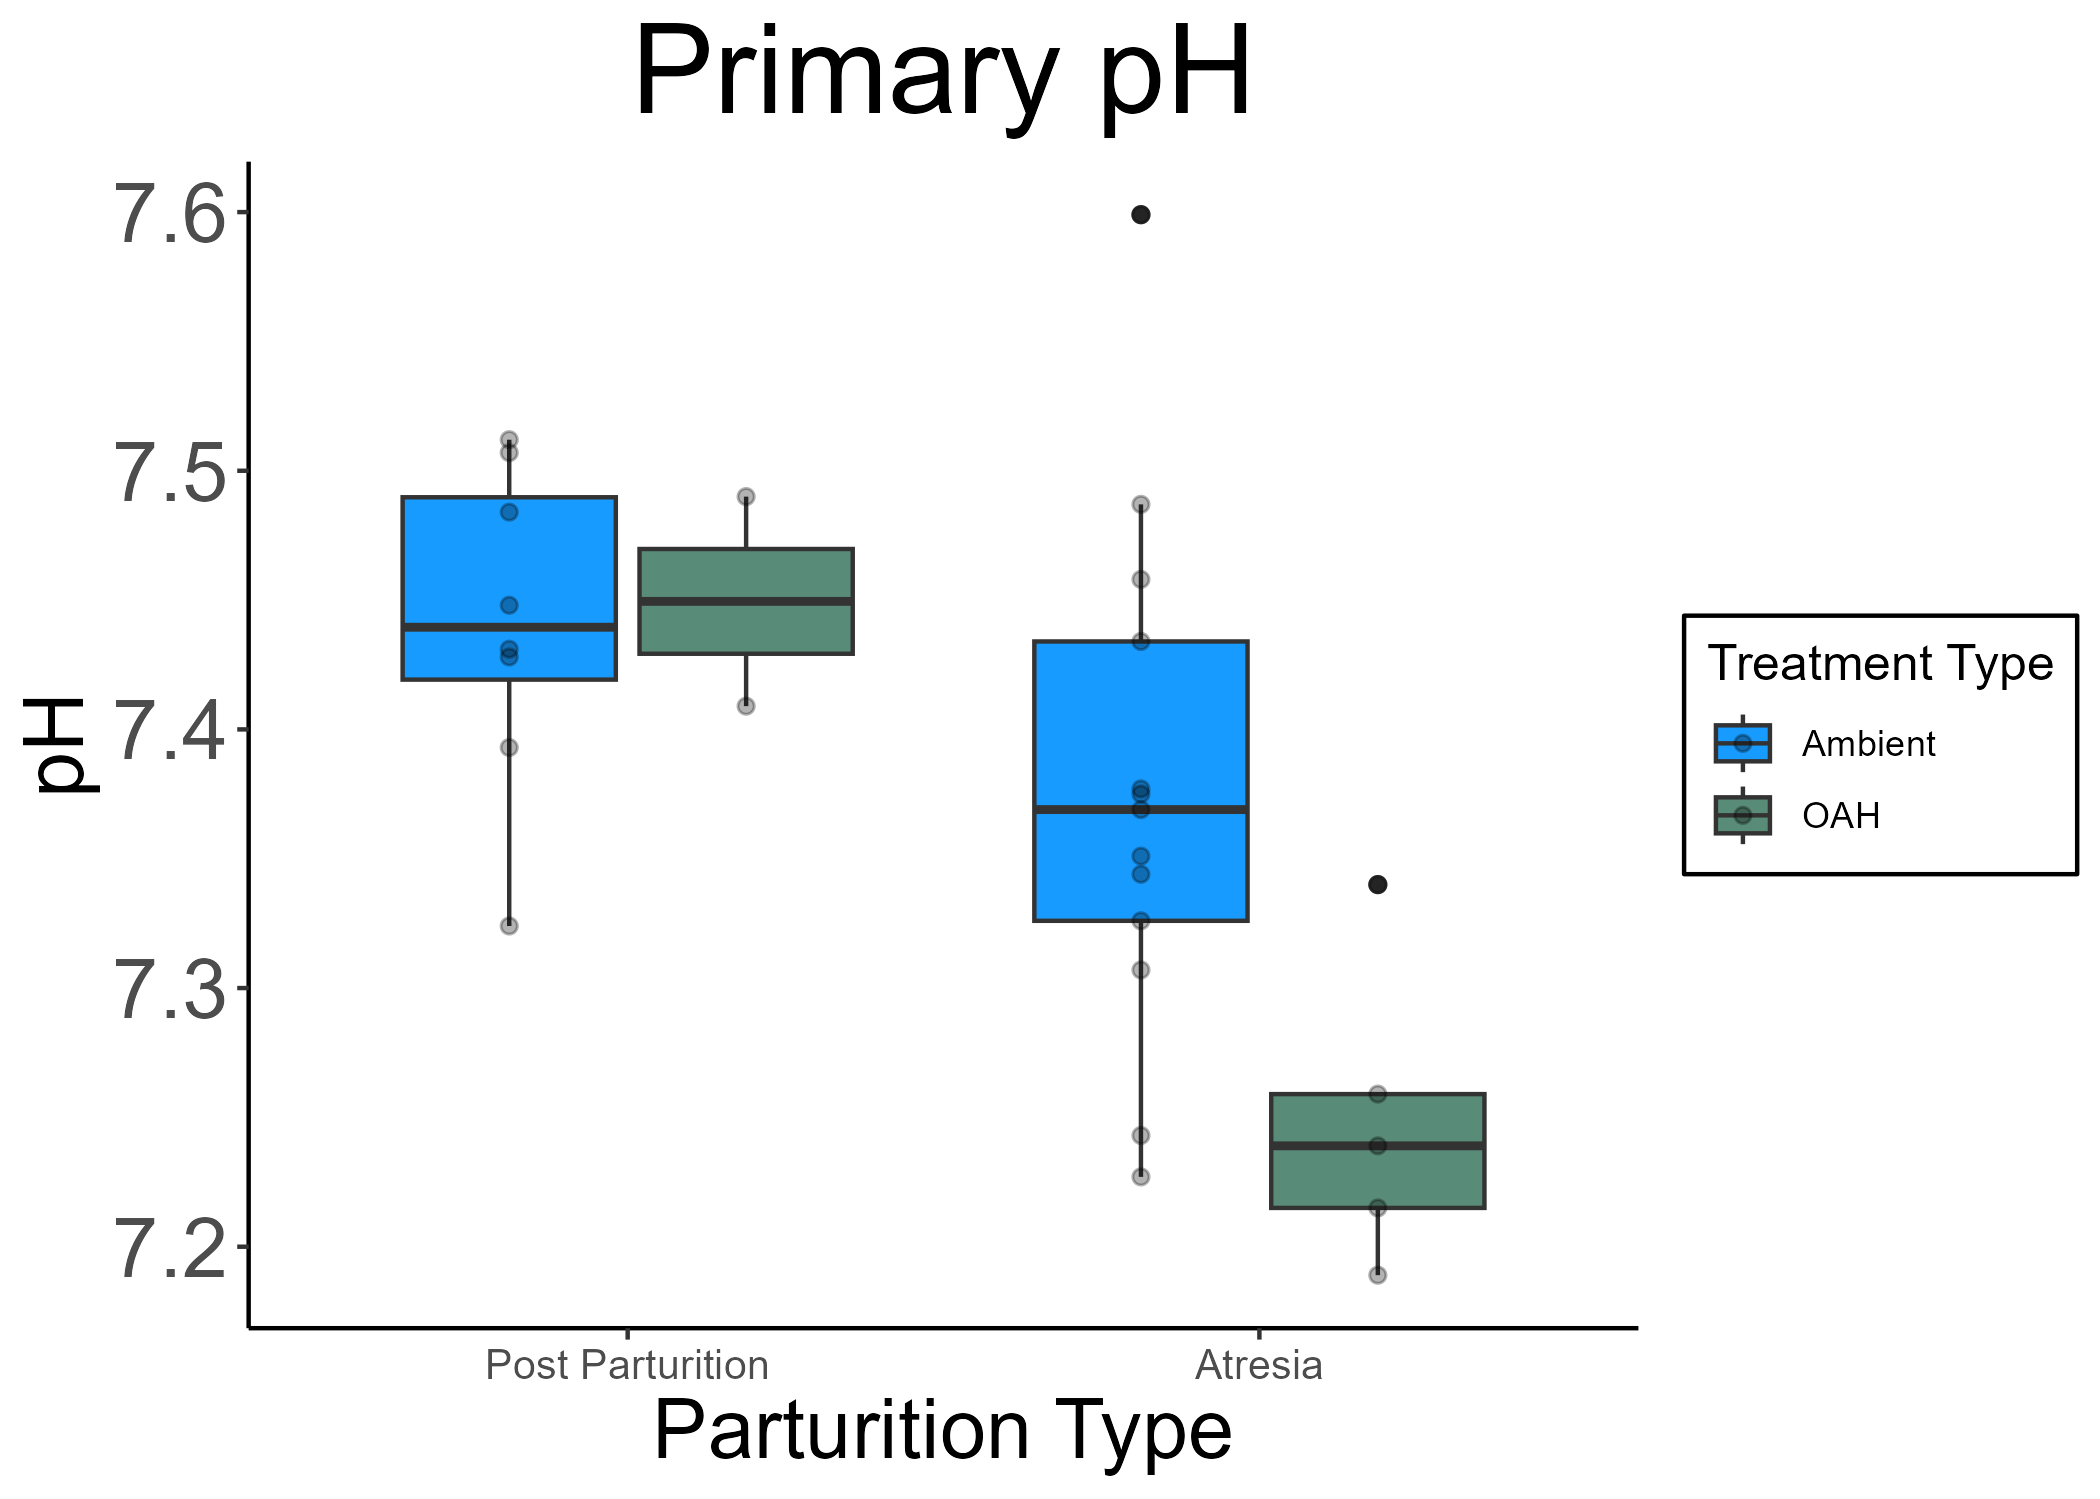 Primary pH
7.6
7.5
7.4
7.3
7.2
pH
Post Parturition
Atresia
Parturition Type
Treatment Type
Ambient
OAH